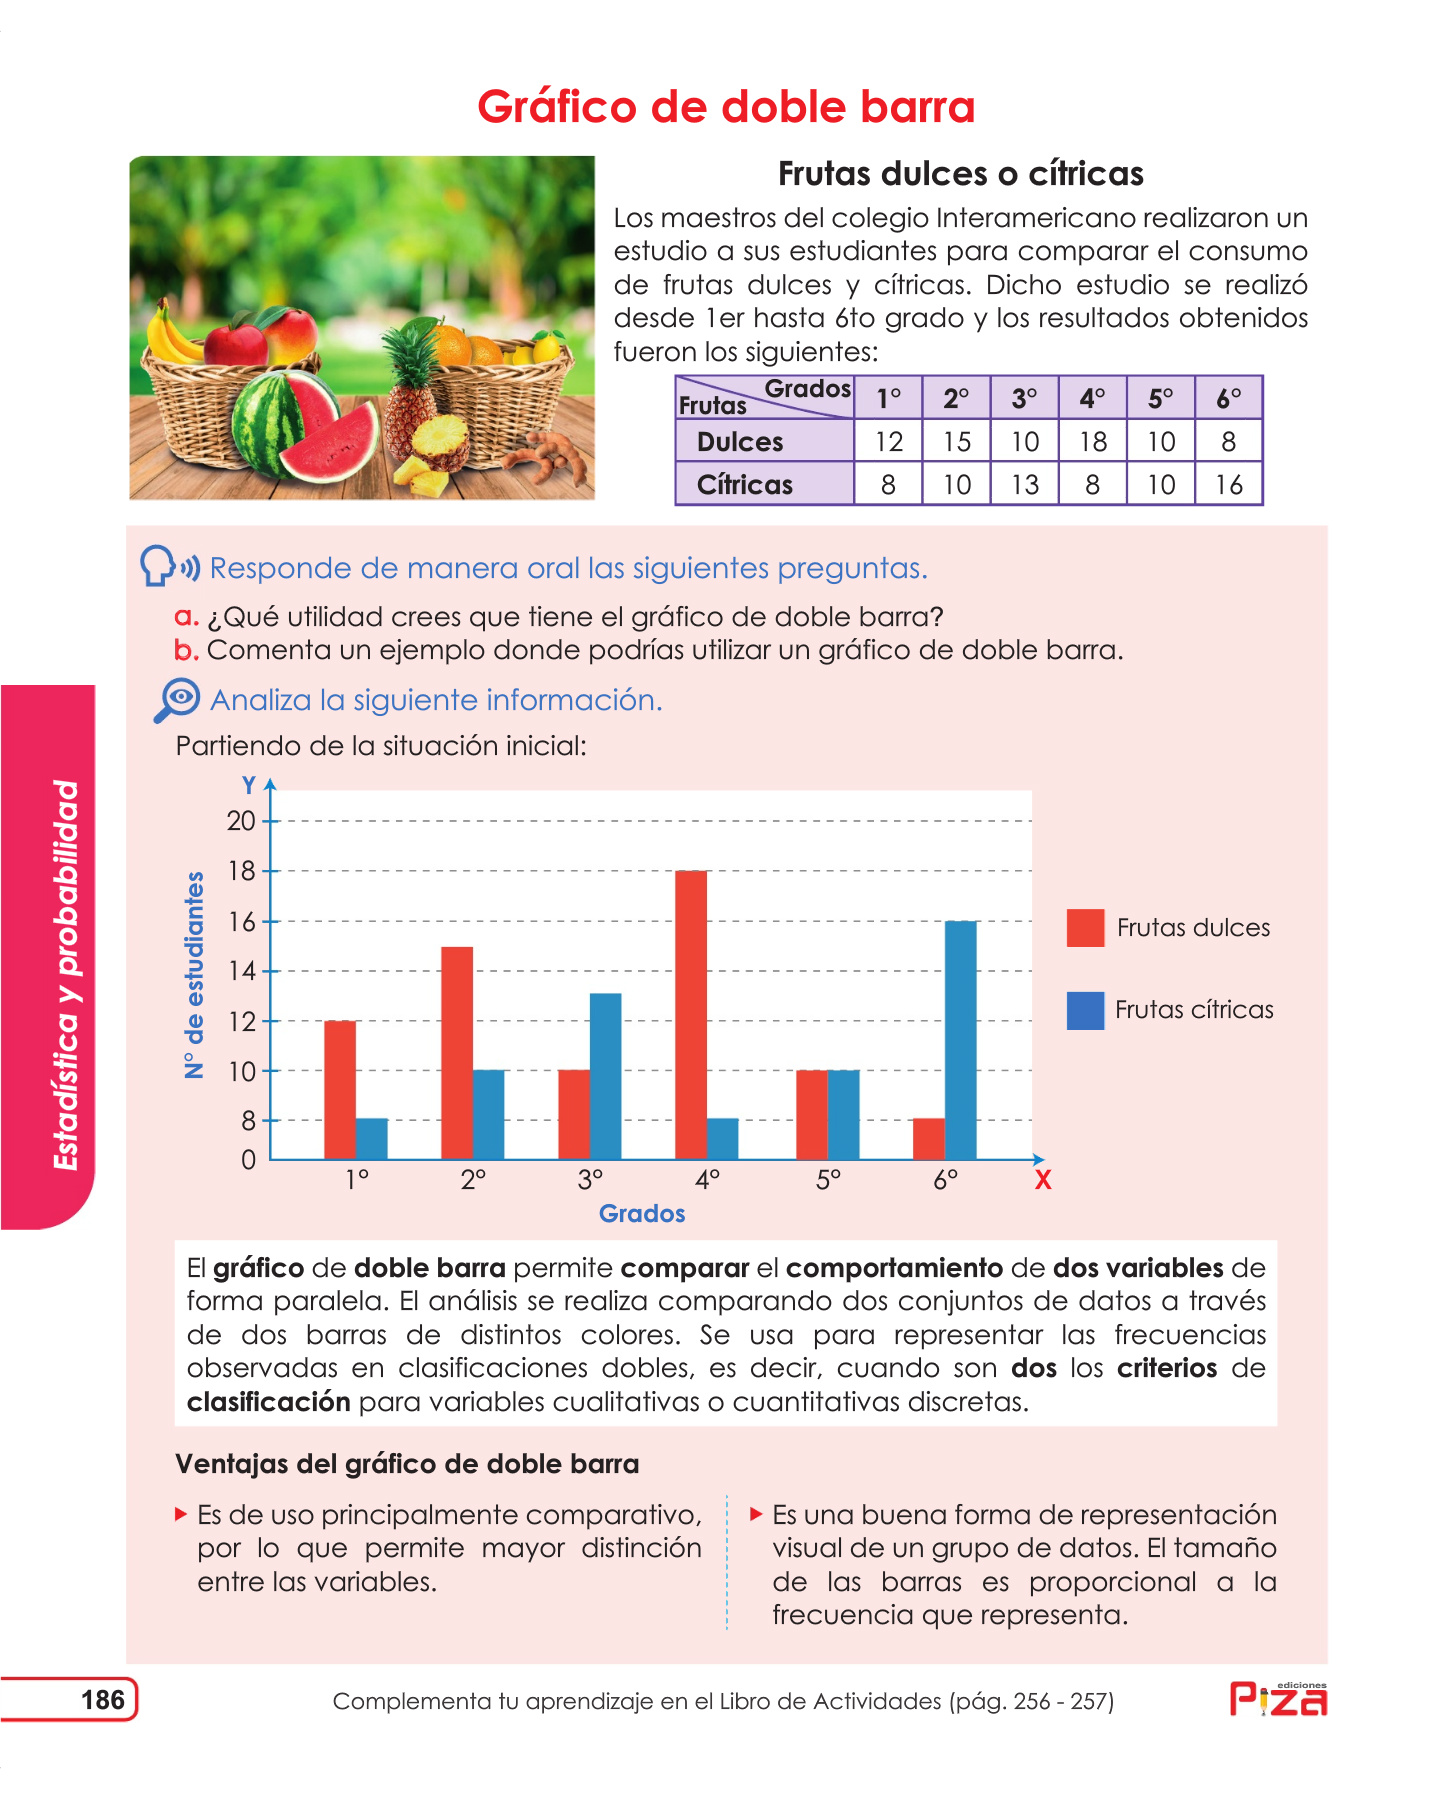 Gráfico de doble barra
Frutas dulces o cítricas
Los maestros del colegio Interamericano realizaron un
estudio a sus estudiantes para comparar el consumo
de frutas dulces y cítricas. Dicho estudio se realizó
desde 1er hasta 6to grado y los resultados obtenidos
fueron los siguientes:
Grados
Frutas
1° 2° 3° 4° 5° 6°
Dulces 12 15 10 18 10 8
Cítricas 8 10 13 8 10 16
Responde de manera oral las siguientes preguntas.
a. ¿Qué utilidad crees que tiene el gráfico de doble barra?
b. Comenta un ejemplo donde podrías utilizar un gráfico de doble barra.
Analiza la siguiente información.
Partiendo de la situación inicial:
Y
20
18
16
14
12
10
8
0
N° de estudiantes
1° 2° 3° 4° 5° 6° X
Grados
Frutas dulces
Frutas cítricas
El gráfico de doble barra permite comparar el comportamiento de dos variables de
forma paralela. El análisis se realiza comparando dos conjuntos de datos a través
de dos barras de distintos colores. Se usa para representar las frecuencias
observadas en clasificaciones dobles, es decir, cuando son dos los criterios de
clasificación para variables cualitativas o cuantitativas discretas.
Ventajas del gráfico de doble barra
Es de uso principalmente comparativo,
por lo que permite mayor distinción
entre las variables.
Es una buena forma de representación
visual de un grupo de datos. El tamaño
de las barras es proporcional a la
frecuencia que representa.
Estadística y probabilidad
186
Complementa tu aprendizaje en el Libro de Actividades (pág. 256 - 257)
ediciones
Piza